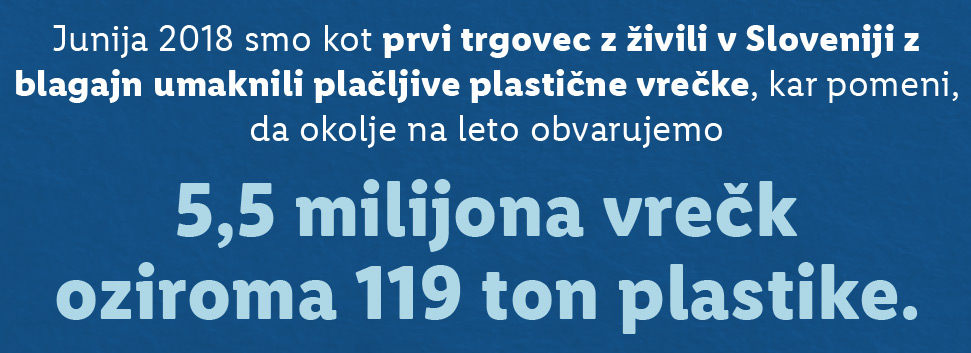 Junija 2018 smo kot prvi trgovec z živili v Sloveniji z
blagajn umaknili plačljive plastične vrečke, kar pomeni,
da okolje na leto obvarujemo
5,5 milijona vrečk
oziroma 119 ton plastike.